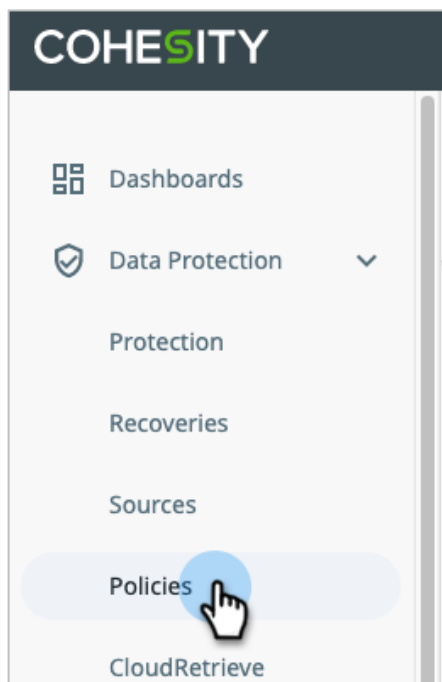 COHESITY
Dashboards
Data Protection
Protection
Recoveries
Sources
Policies
CloudRetrieve